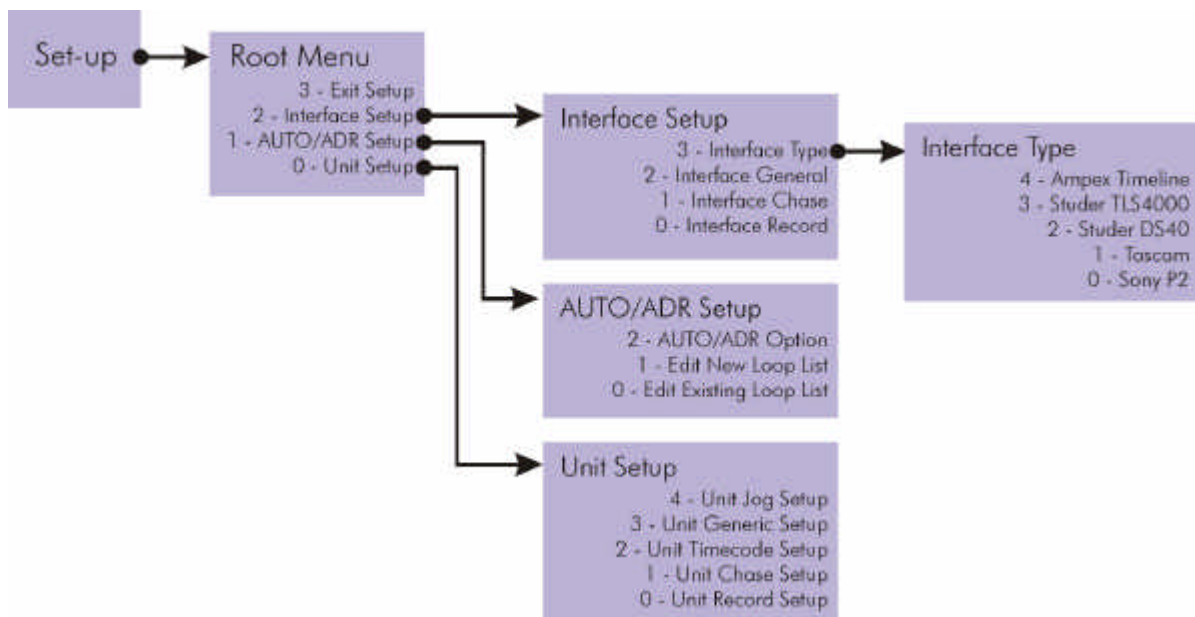 Set-up
Root Menu
3 - Exit Setup
2 - Interface Setup
1 - AUTO/ADR Setup
0 - Unit Setup
Interface Setup
3 - Interface Type
2 - Interface General
1 - Interface Chase
0 - Interface Record
Interface Type
4 - Ampex Timeline
3 - Studer TLS4000
2 - Studer DS40
1 - Tascam
0 - Sony P2
AUTO/ADR Setup
2 - AUTO/ADR Option
1 - Edit New Loop List
0 - Edit Existing Loop List
Unit Setup
4 - Unit Jog Setup
3 - Unit Generic Setup
2 - Unit Timecode Setup
1 - Unit Chase Setup
0 - Unit Record Setup